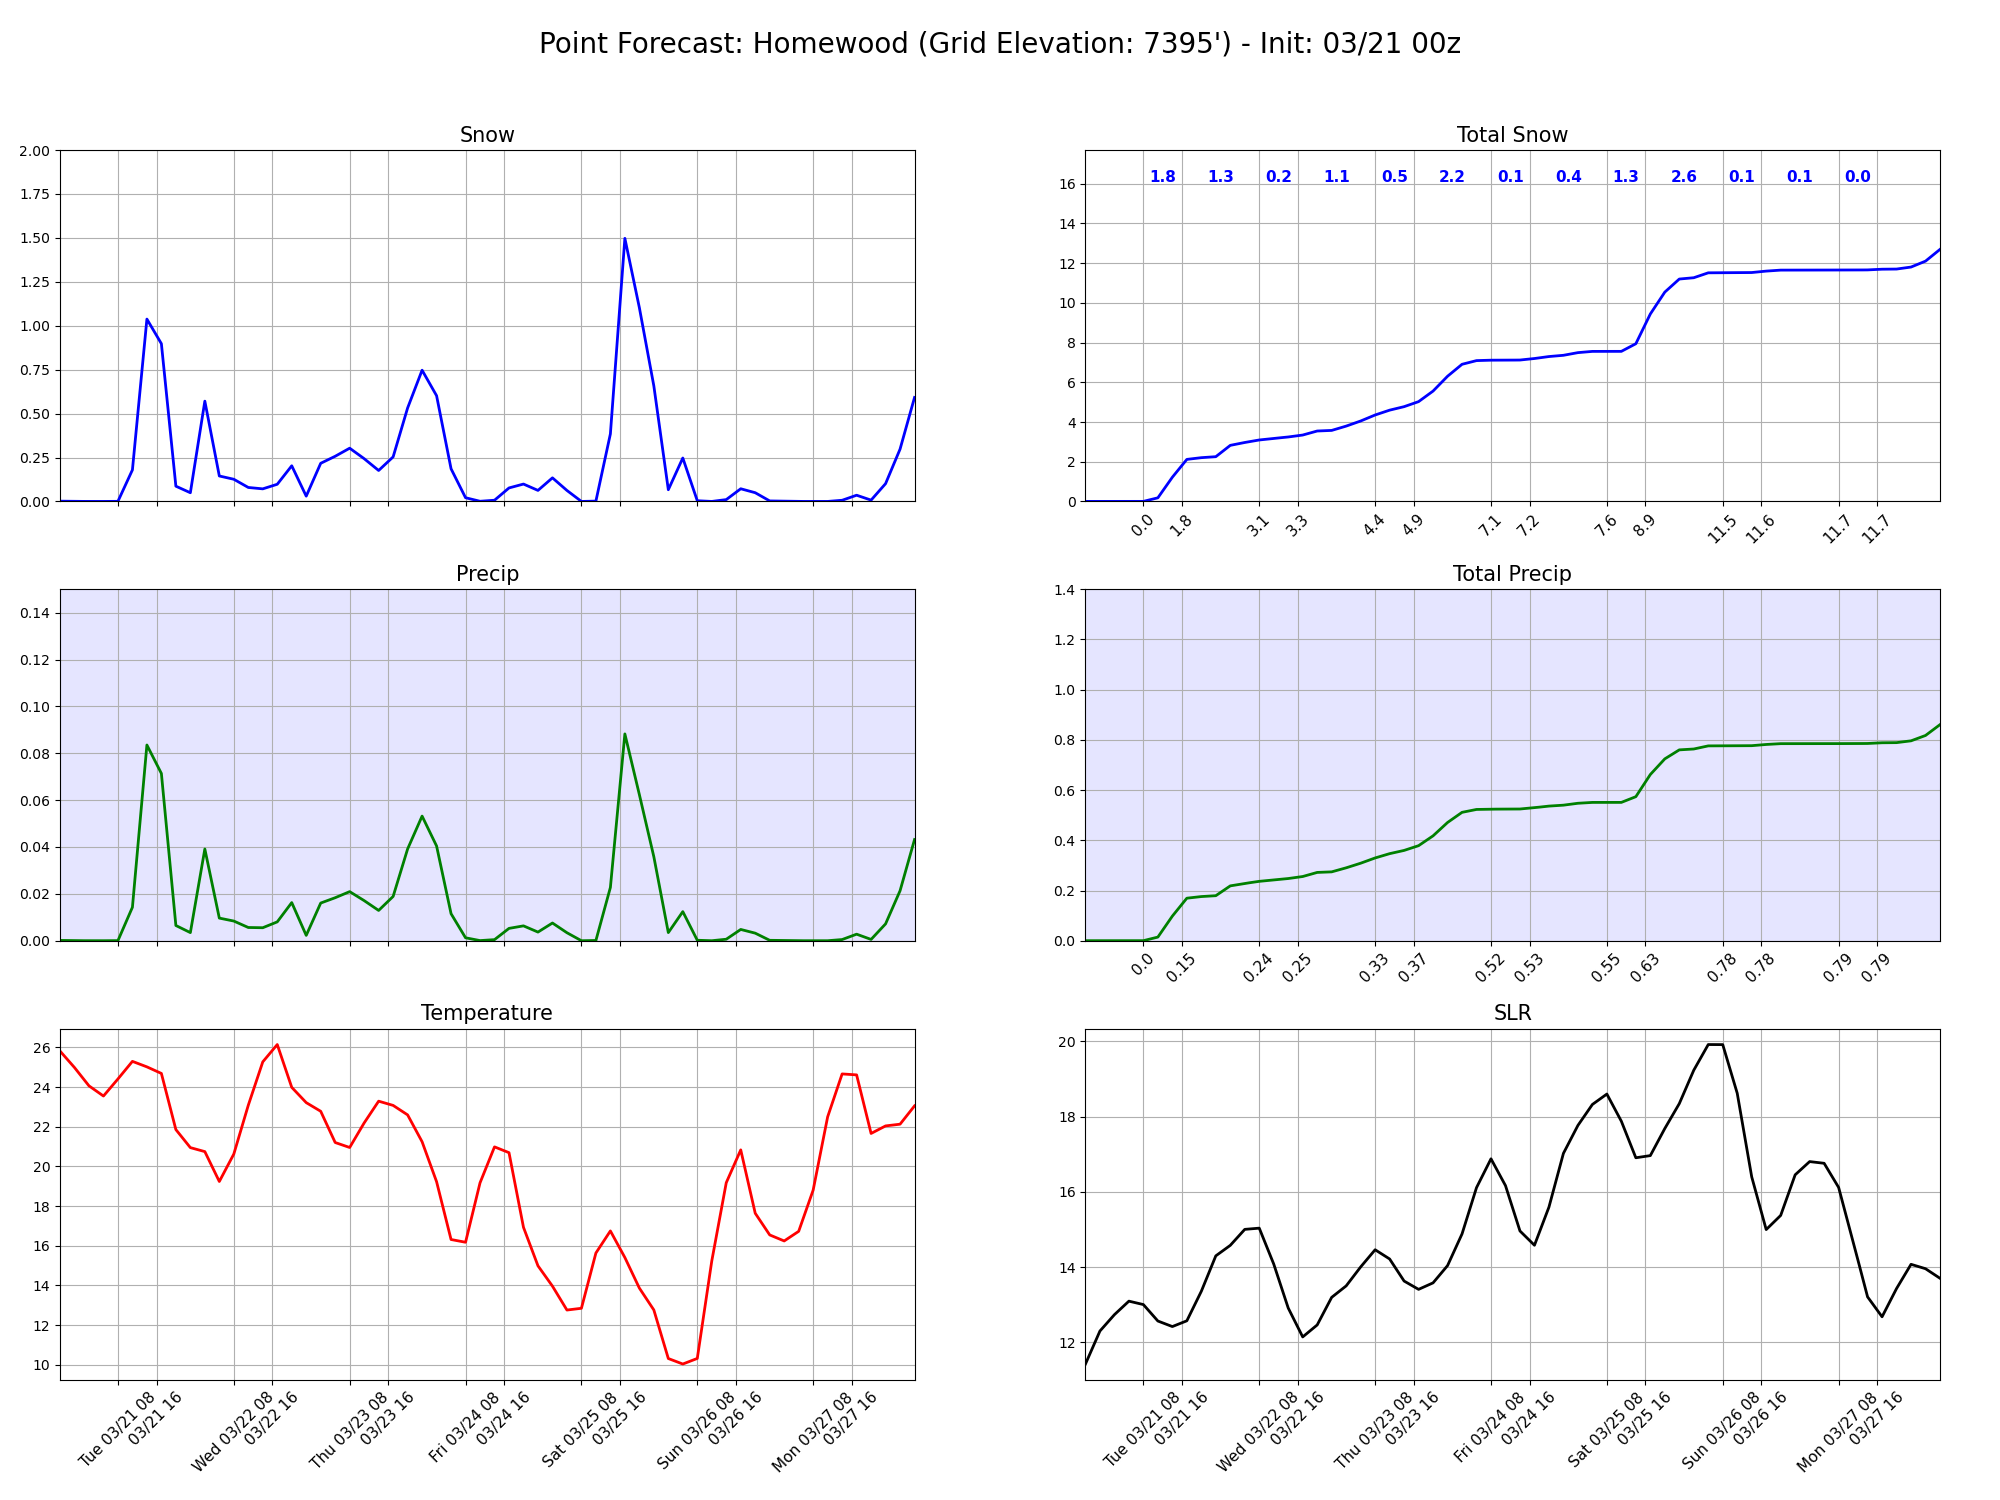 Point Forecast: Homewood (Grid Elevation: 7395') - Init: 03/21 00z
Snow
2.00
1.75
1.50
1.25
1.00
0.75
0.50
0.25
0.00
Total Snow
1.8 1.3 0.2 1.1 0.5 2.2 0.1 0.4 1.3 2.6 0.1 0.1 0.0
16
14
12
10
8
6
4
2
0
0.0 1.8 3.1 3.3 4.4 4.9 7.1 7.2 7.6 8.9 11.5 11.6 11.7 11.7
Precip
0.14
0.12
0.10
0.08
0.06
0.04
0.02
0.00
Total Precip
1.4
1.2
1.0
0.8
0.6
0.4
0.2
0.0
0.0 0.15 0.24 0.25 0.33 0.37 0.52 0.53 0.55 0.63 0.78 0.78 0.79 0.79
Temperature
26
24
22
20
18
16
14
12
10
Tue 03/21 08
03/21 16
Wed 03/22 08
03/22 16
Thu 03/23 08
03/23 16
Fri 03/24 08
03/24 16
Sat 03/25 08
03/25 16
Sun 03/26 08
03/26 16
Mon 03/27 08
03/27 16
SLR
20
18
16
14
12
Tue 03/21 08
03/21 16
Wed 03/22 08
03/22 16
Thu 03/23 08
03/23 16
Fri 03/24 08
03/24 16
Sat 03/25 08
03/25 16
Sun 03/26 08
03/26 16
Mon 03/27 08
03/27 16